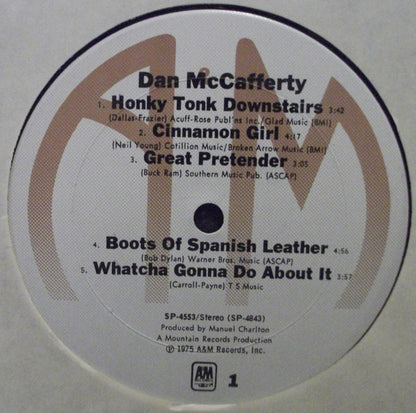 Dan McCafferty
1. Honky Tonk Downstairs 3:42
(Dallas-Frazier) Acuff-Rose Publ'ns Inc./Glad Music (BMI)
2. Cinnamon Girl 4:17
(Neil Young) Cotillion Music/Broken Arrow Music (BMI)
3. Great Pretender 3:05
(Buck Ram) Southern Music Pub. (ASCAP)
4. Boots Of Spanish Leather 4:56
(Bob Dylan) Warner Bros. Music (ASCAP)
5. Whatcha Gonna Do About It 3:57
(Carroll-Payne) T S Music
SP-4553/Stereo (SP-4843)
Produced by Manuel Charlton
A Mountain Records Production
℗ 1975 A&M Records, Inc.
A&M
1